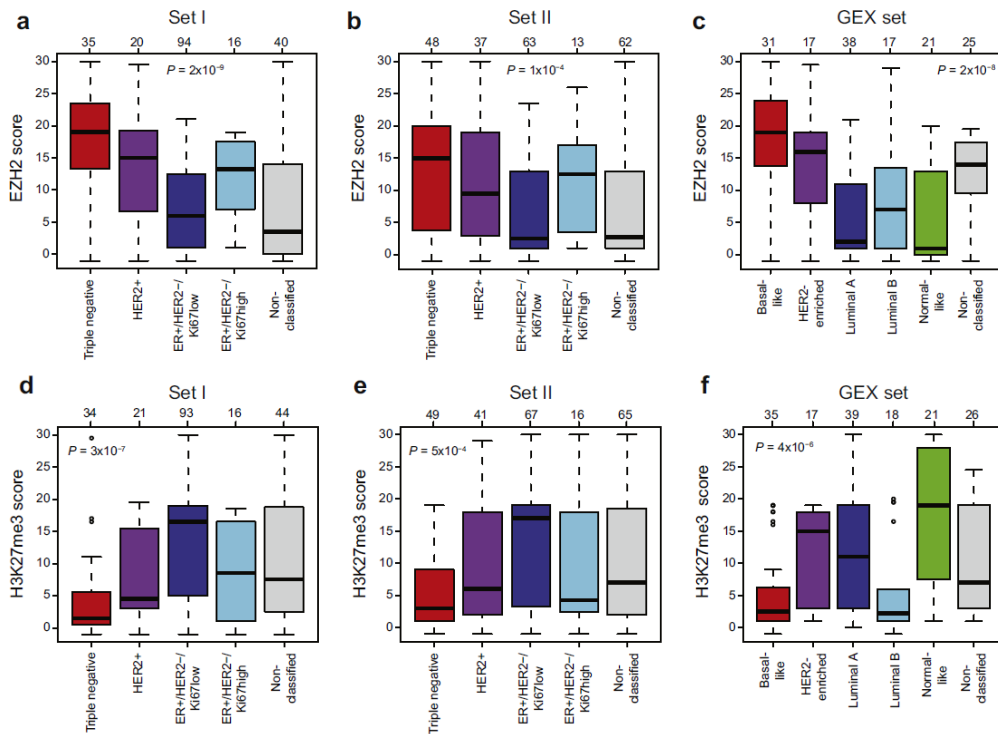 a
Set I
35 20 94 16 40
P = 2x10⁻⁹
EZH2 score
30
25
20
15
10
5
0
Triple negative
HER2+
ER+/HER2−/
Ki67low
ER+/HER2−/
Ki67high
Non-
classified
b
Set II
48 37 63 13 62
P = 1x10⁻⁴
EZH2 score
30
25
20
15
10
5
0
Triple negative
HER2+
ER+/HER2−/
Ki67low
ER+/HER2−/
Ki67high
Non-
classified
c
GEX set
31 17 38 17 21 25
P = 2x10⁻⁸
EZH2 score
30
25
20
15
10
5
0
Basal-
like
HER2-
enriched
Luminal A
Luminal B
Normal-
like
Non-
classified
d
Set I
34 21 93 16 44
P = 3x10⁻⁷
H3K27me3 score
30
25
20
15
10
5
0
Triple negative
HER2+
ER+/HER2−/
Ki67low
ER+/HER2−/
Ki67high
Non-
classified
e
Set II
49 41 67 16 65
P = 5x10⁻⁴
H3K27me3 score
30
25
20
15
10
5
0
Triple negative
HER2+
ER+/HER2−/
Ki67low
ER+/HER2−/
Ki67high
Non-
classified
f
GEX set
35 17 39 18 21 26
P = 4x10⁻⁶
H3K27me3 score
30
25
20
15
10
5
0
Basal-
like
HER2-
enriched
Luminal A
Luminal B
Normal-
like
Non-
classified